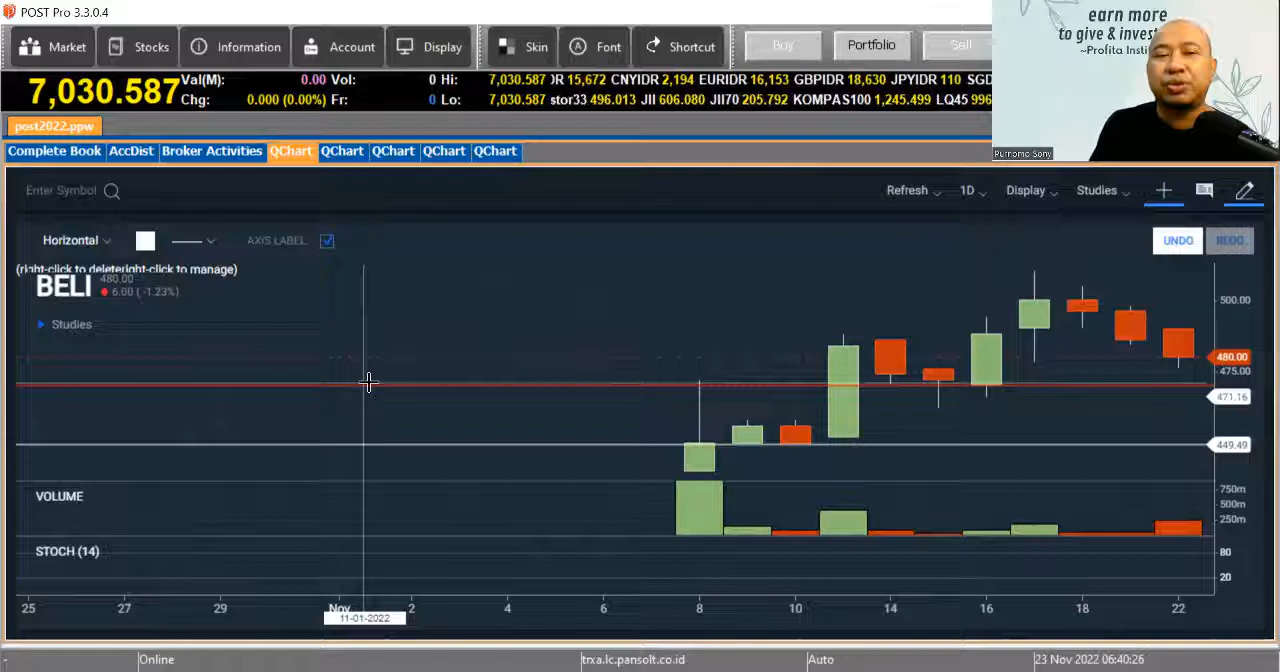 POST Pro 3.3.0.4
earn more
to give & invest
~Profita Insti
Market Stocks Information Account Display Skin Font Shortcut Buy Portfolio Sell
7,030.587 Val(M): 0.00 Vol: 0 Hi: 7,030.587 )R 15,672 CNYIDR 2,194 EURIDR 16,153 GBPIDR 18,630 JPYIDR 110 SGD
Chg: 0.000 (0.00%) Fr: 0 Lo: 7,030.587 stor33 496.013 JII 606.080 JII70 205.792 KOMPAS100 1,245.499 LQ45 996
post2022.ppw
Purnomo Sony
Complete Book AccDist Broker Activities QChart QChart QChart QChart QChart
Enter Symbol Refresh 1D Display Studies
Horizontal AXIS LABEL UNDO REDO
(right-click to deleteright-click to manage)
BELI 480.00
6.00 ( -1.23%)
Studies
500.00
480.00
475.00
471.16
449.49
VOLUME
750m
500m
250m
STOCH (14)
80
20
25 27 29 Nov 2 4 6 8 10 14 16 18 22
11-01-2022
- Online trxa.lc.pansolt.co.id Auto 23 Nov 2022 06:40:26